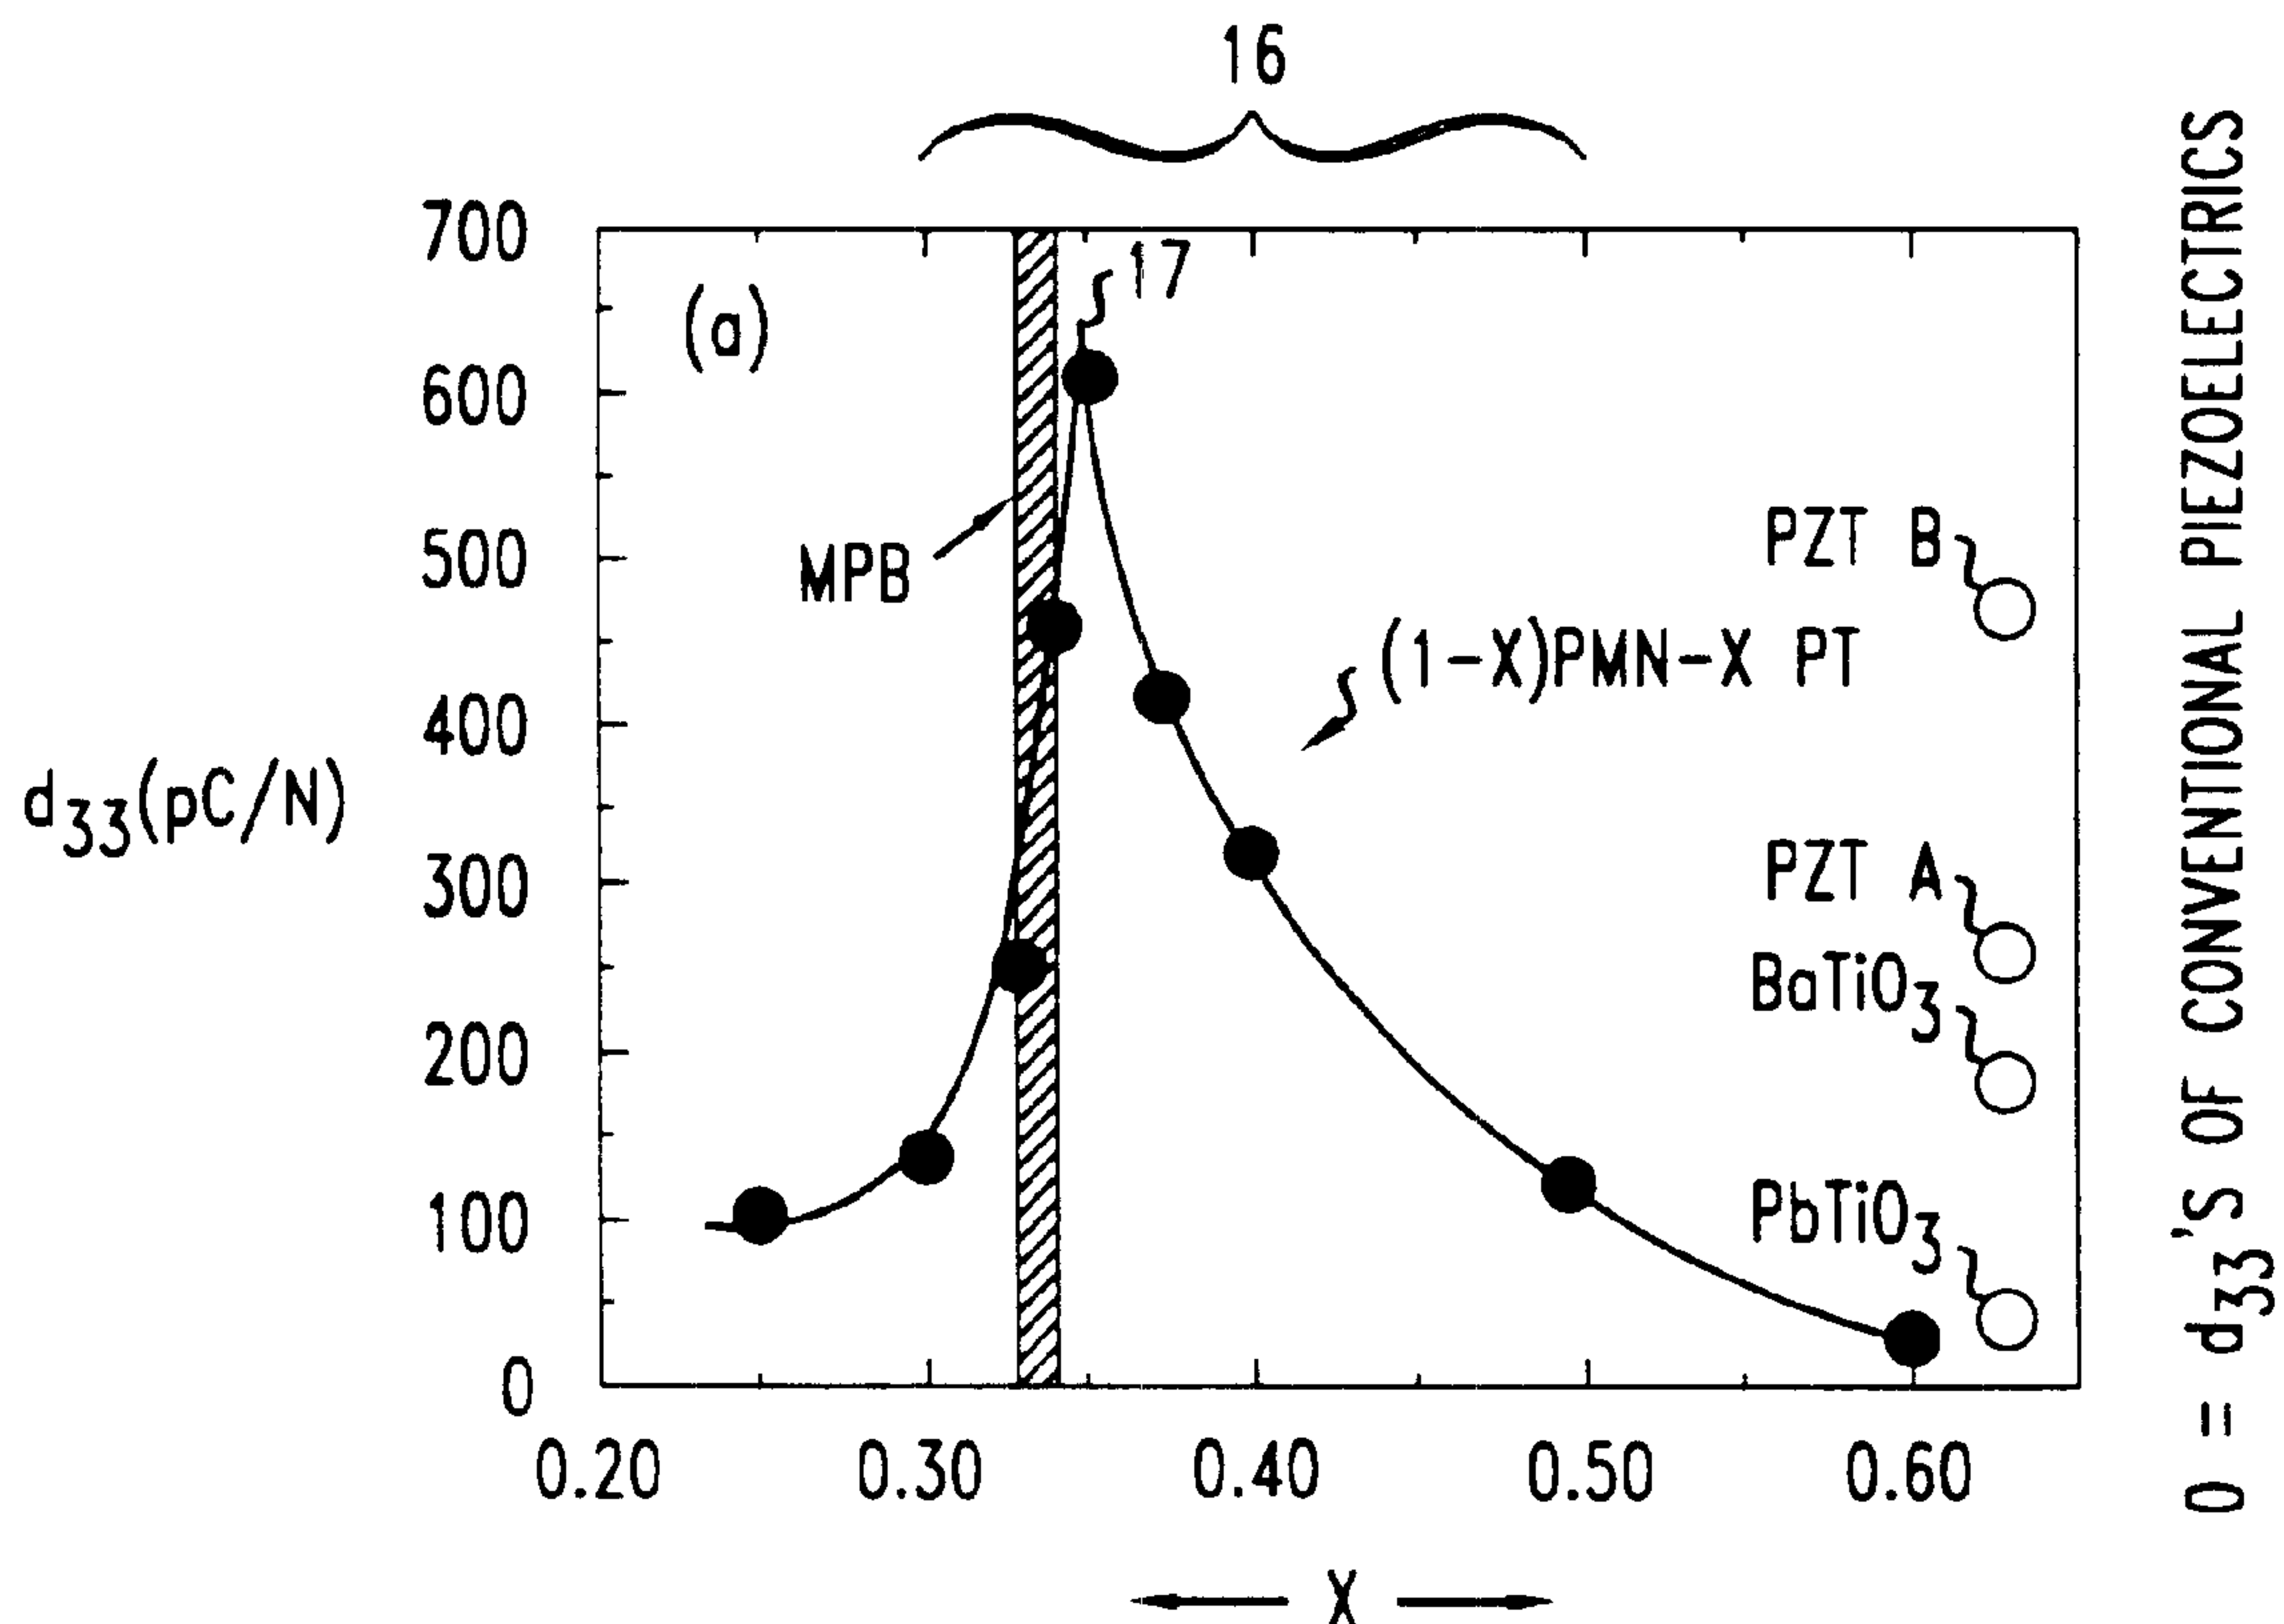 16
700
17
(a)
600
PZT B
500
MPB
(1-X)PMN-X PT
400
d33(pC/N)
PZT A
300
BaTiO3
200
PbTiO3
100
0
0.20 0.30 0.40 0.50 0.60
X
O = d33'S OF CONVENTIONAL PIEZOELECTRICS